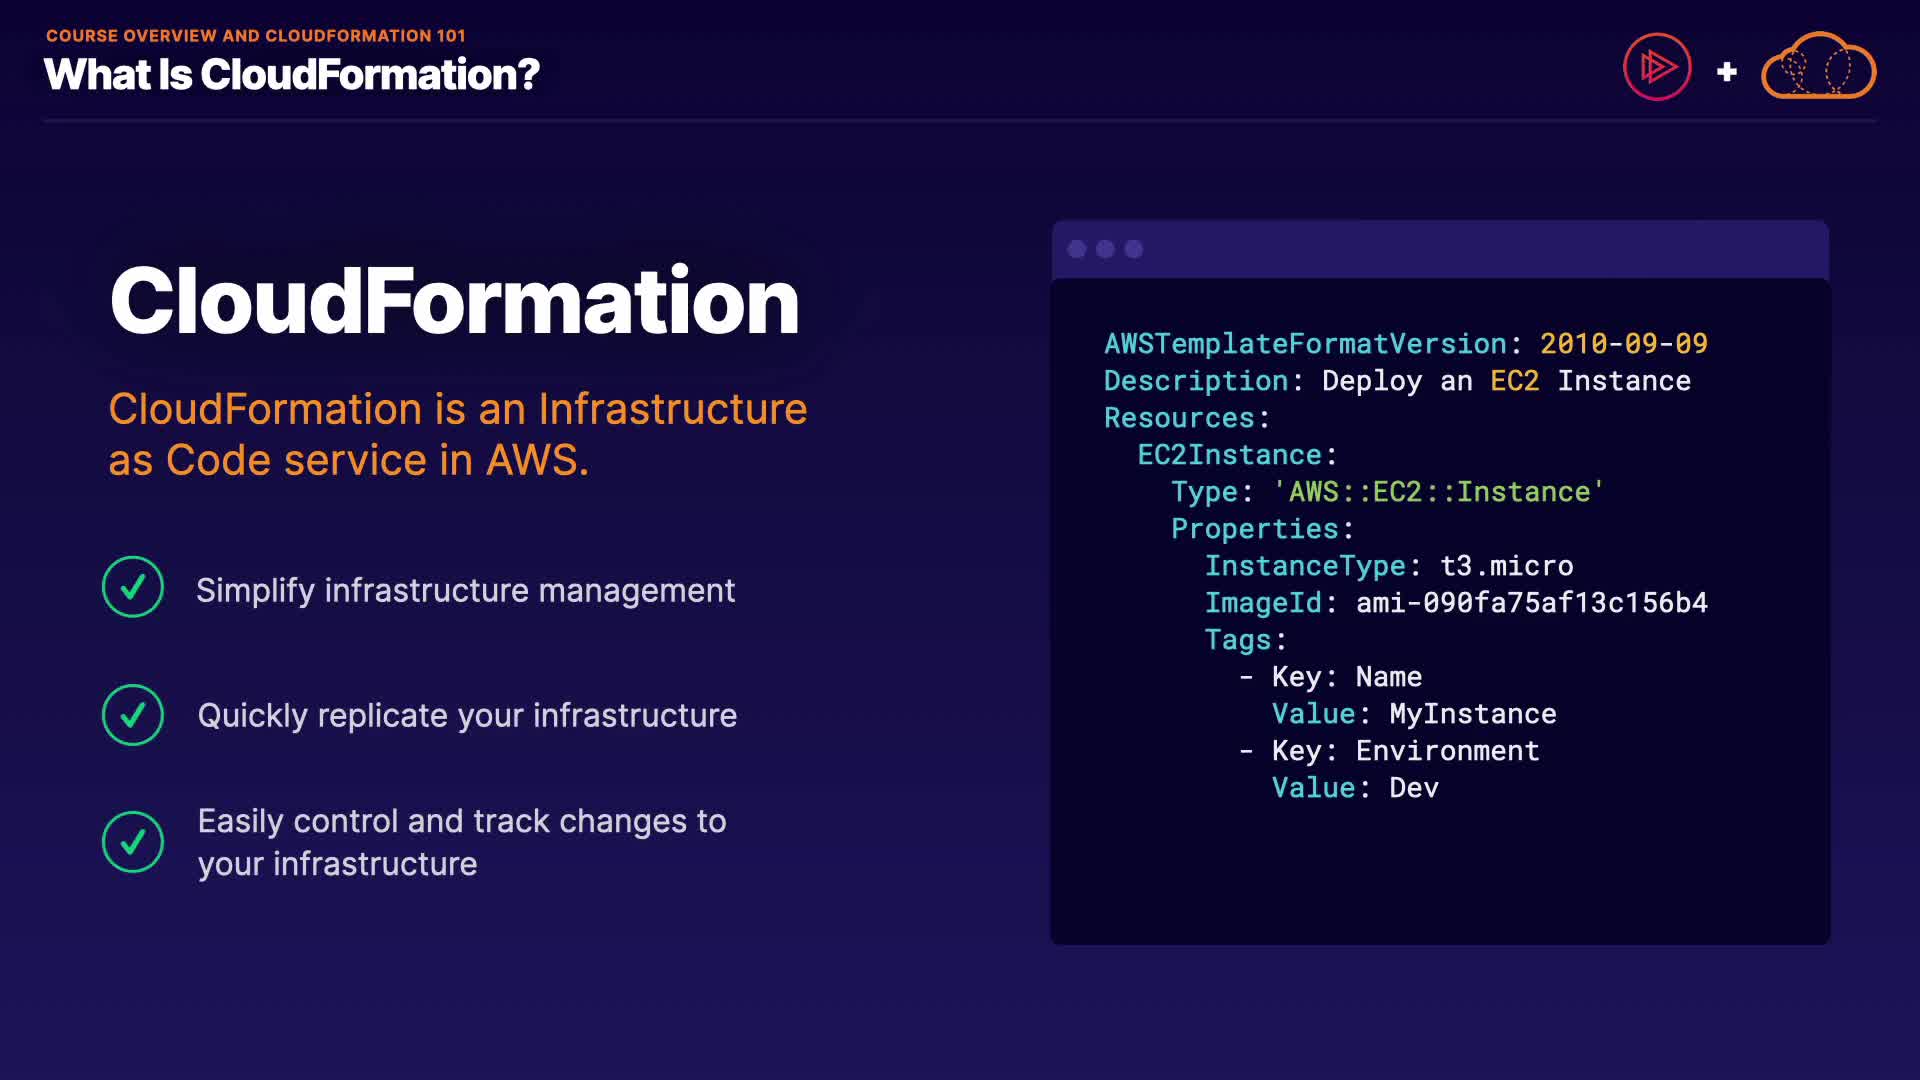 COURSE OVERVIEW AND CLOUDFORMATION 101
What Is CloudFormation?
CloudFormation
CloudFormation is an Infrastructure
as Code service in AWS.
Simplify infrastructure management
Quickly replicate your infrastructure
Easily control and track changes to
your infrastructure
AWSTemplateFormatVersion: 2010-09-09
Description: Deploy an EC2 Instance
Resources:
  EC2Instance:
    Type: 'AWS::EC2::Instance'
    Properties:
      InstanceType: t3.micro
      ImageId: ami-090fa75af13c156b4
      Tags:
        - Key: Name
          Value: MyInstance
        - Key: Environment
          Value: Dev